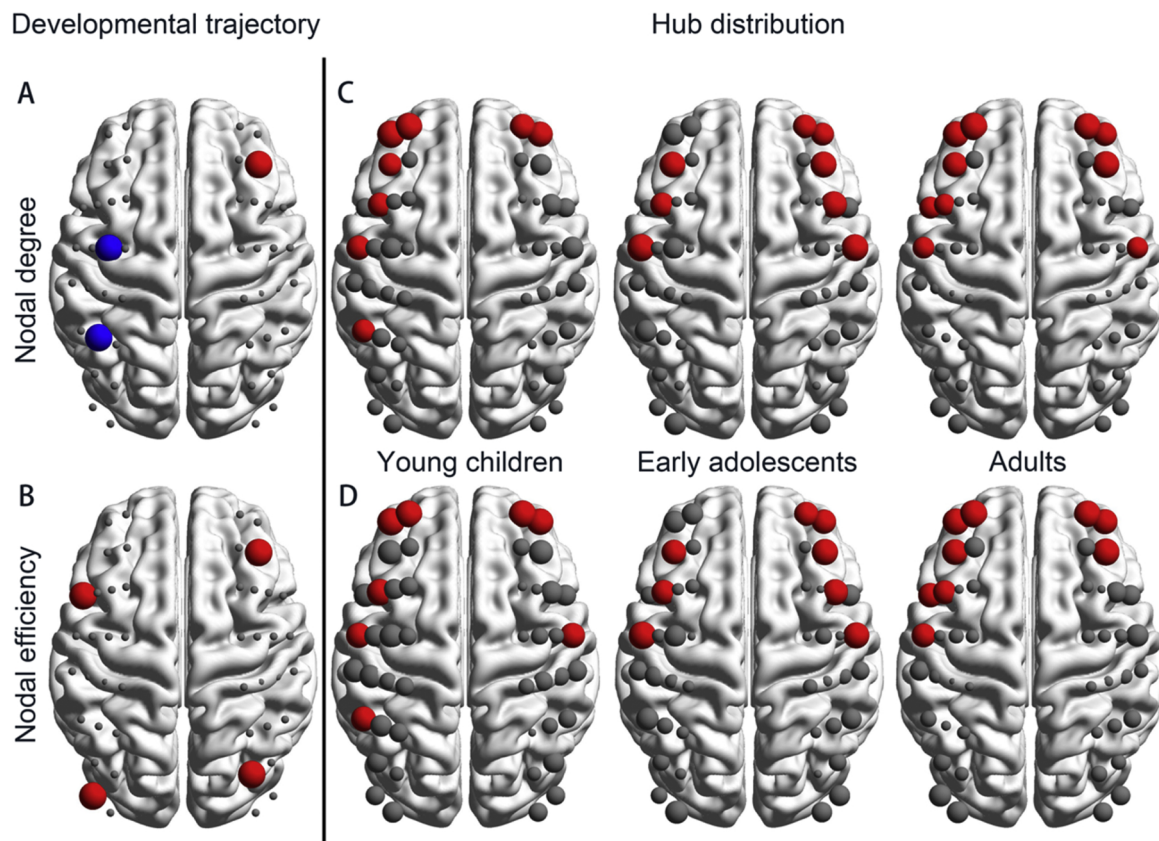 Developmental trajectory
Hub distribution
A
C
Nodal degree
Young children
Early adolescents
Adults
B
D
Nodal efficiency